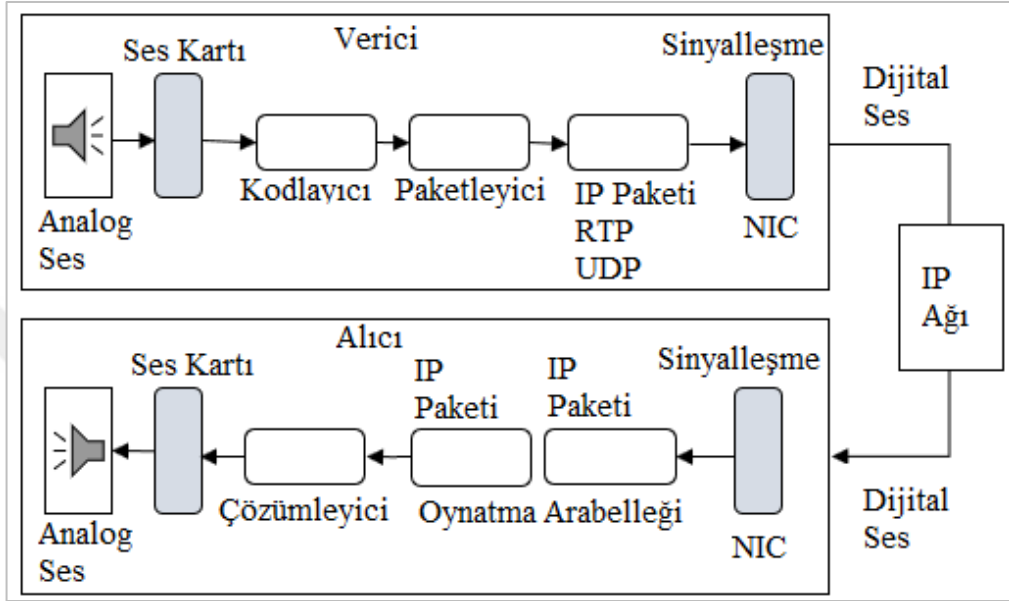 Verici
Ses Kartı
Sinyalleşme
Kodlayıcı
Paketleyici
IP Paketi
RTP
UDP
NIC
Analog
Ses
Dijital
Ses
IP
Ağı
Alıcı
Ses Kartı
IP
Paketi
IP
Paketi
Sinyalleşme
Çözümleyici
Oynatma Arabelleği
NIC
Analog
Ses
Dijital
Ses